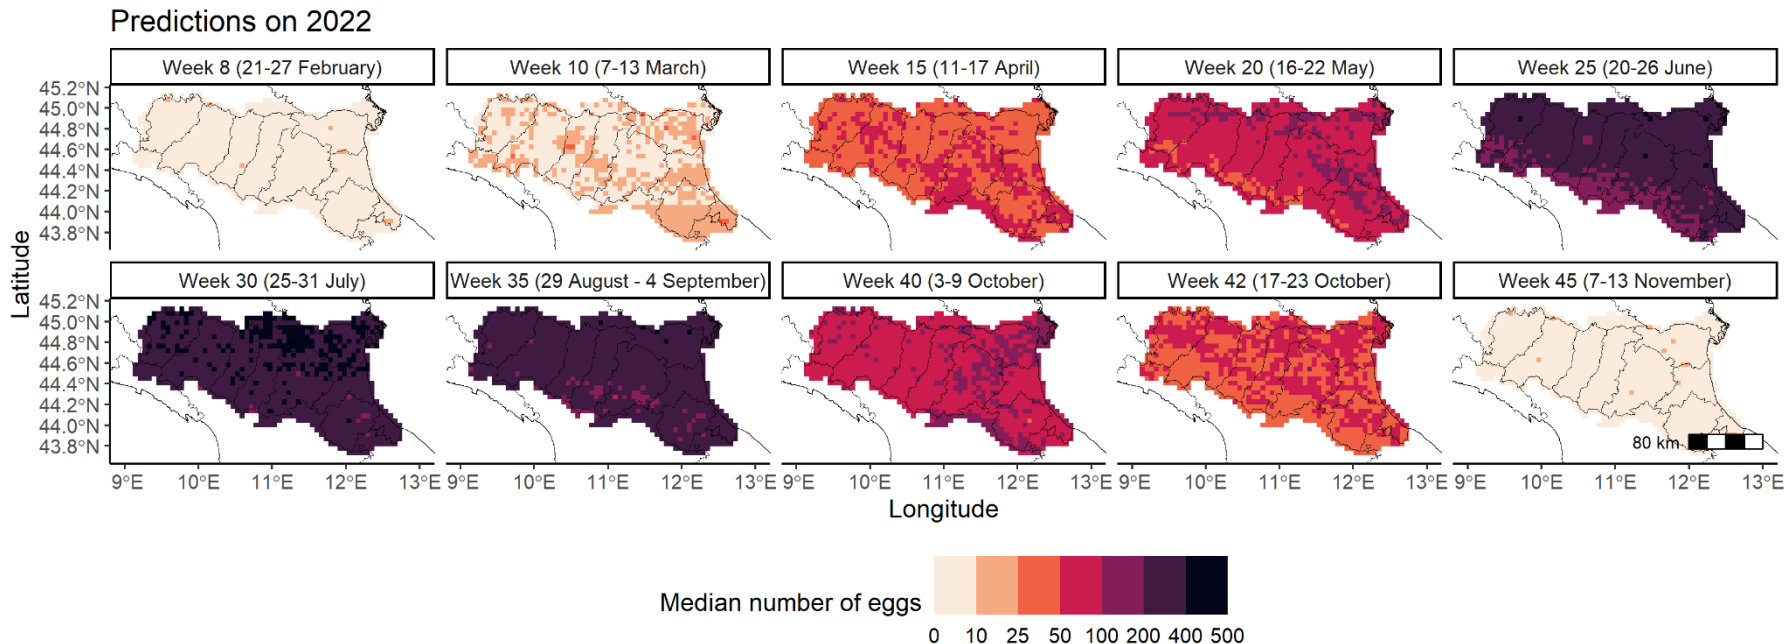 Predictions on 2022
Week 8 (21-27 February)
Week 10 (7-13 March)
Week 15 (11-17 April)
Week 20 (16-22 May)
Week 25 (20-26 June)
45.2°N
45.0°N
44.8°N
44.6°N
44.4°N
44.2°N
44.0°N
43.8°N
Latitude
Week 30 (25-31 July)
Week 35 (29 August - 4 September)
Week 40 (3-9 October)
Week 42 (17-23 October)
Week 45 (7-13 November)
45.2°N
45.0°N
44.8°N
44.6°N
44.4°N
44.2°N
44.0°N
43.8°N
80 km
9°E 10°E 11°E 12°E 13°E 9°E 10°E 11°E 12°E 13°E 9°E 10°E 11°E 12°E 13°E 9°E 10°E 11°E 12°E 13°E 9°E 10°E 11°E 12°E 13°E
Longitude
Median number of eggs
0 10 25 50 100 200 400 500